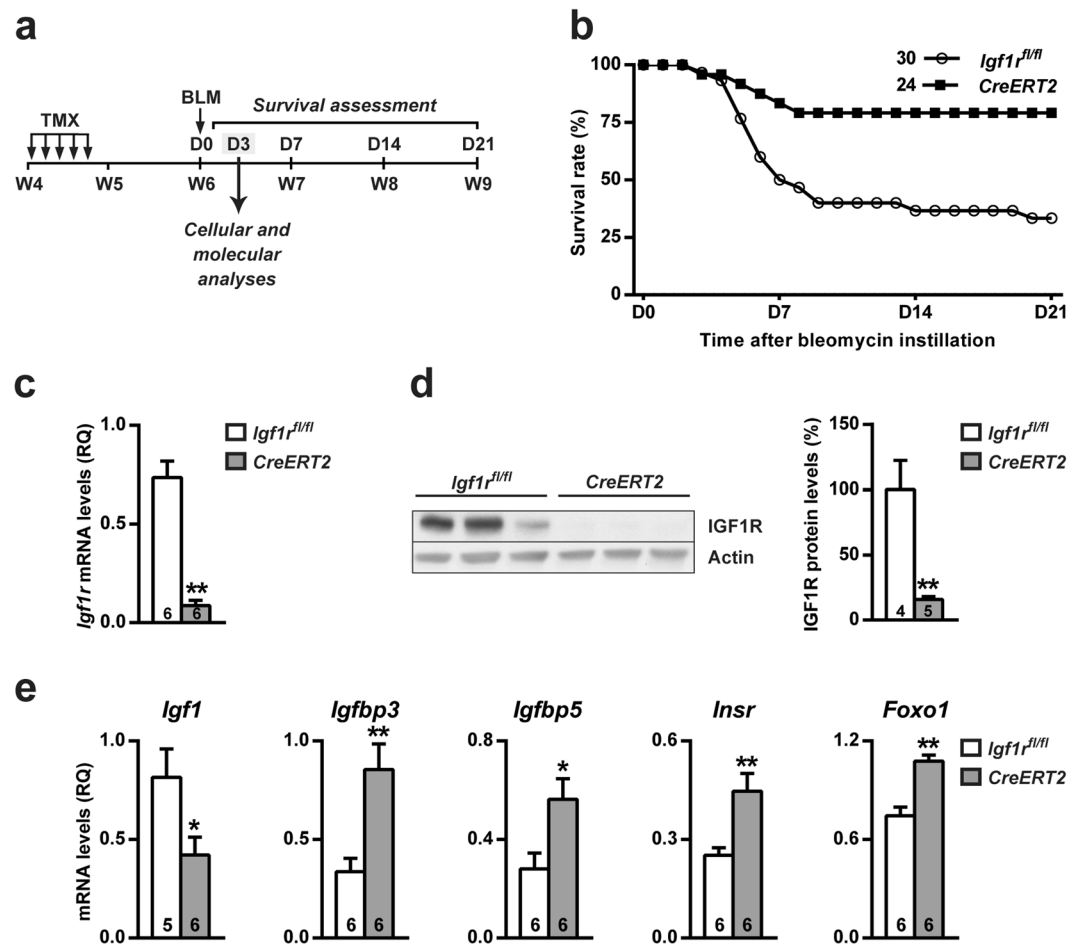 a
TMX
BLM
Survival assessment
D0 D3 D7 D14 D21
W4 W5 W6 W7 W8 W9
Cellular and
molecular
analyses
b
30 Igf1r^fl/fl
24 CreERT2
Survival rate (%)
100
75
50
25
0
D0 D7 D14 D21
Time after bleomycin instillation
c
Igf1r mRNA levels (RQ)
1.0
0.5
0.0
**
6 6
Igf1r^fl/fl
CreERT2
d
Igf1r^fl/fl CreERT2
IGF1R
Actin
IGF1R protein levels (%)
150
100
50
0
**
4 5
Igf1r^fl/fl
CreERT2
e
mRNA levels (RQ)
Igf1
1.0
0.5
0.0
*
5 6
Igfbp3
1.0
0.5
0.0
**
6 6
Igfbp5
0.8
0.4
0.0
*
6 6
Insr
0.6
0.3
0.0
**
6 6
Foxo1
1.2
0.6
0.0
**
6 6
Igf1r^fl/fl
CreERT2